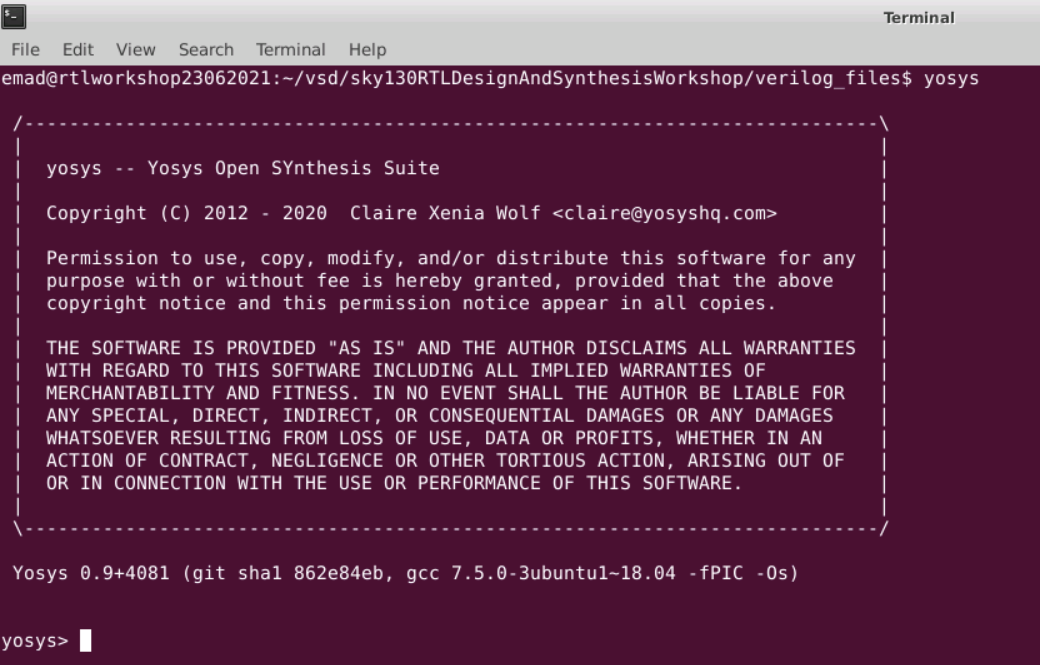 Terminal
File Edit View Search Terminal Help
emad@rtlworkshop23062021:~/vsd/sky130RTLDesignAndSynthesisWorkshop/verilog_files$ yosys
/----------------------------------------------------------------------------\
| |
| yosys -- Yosys Open SYnthesis Suite |
| |
| Copyright (C) 2012 - 2020  Claire Xenia Wolf <claire@yosyshq.com> |
| |
| Permission to use, copy, modify, and/or distribute this software for any |
| purpose with or without fee is hereby granted, provided that the above |
| copyright notice and this permission notice appear in all copies. |
| |
| THE SOFTWARE IS PROVIDED "AS IS" AND THE AUTHOR DISCLAIMS ALL WARRANTIES |
| WITH REGARD TO THIS SOFTWARE INCLUDING ALL IMPLIED WARRANTIES OF |
| MERCHANTABILITY AND FITNESS. IN NO EVENT SHALL THE AUTHOR BE LIABLE FOR |
| ANY SPECIAL, DIRECT, INDIRECT, OR CONSEQUENTIAL DAMAGES OR ANY DAMAGES |
| WHATSOEVER RESULTING FROM LOSS OF USE, DATA OR PROFITS, WHETHER IN AN |
| ACTION OF CONTRACT, NEGLIGENCE OR OTHER TORTIOUS ACTION, ARISING OUT OF |
| OR IN CONNECTION WITH THE USE OR PERFORMANCE OF THIS SOFTWARE. |
| |
\----------------------------------------------------------------------------/
Yosys 0.9+4081 (git sha1 862e84eb, gcc 7.5.0-3ubuntu1~18.04 -fPIC -Os)
yosys>